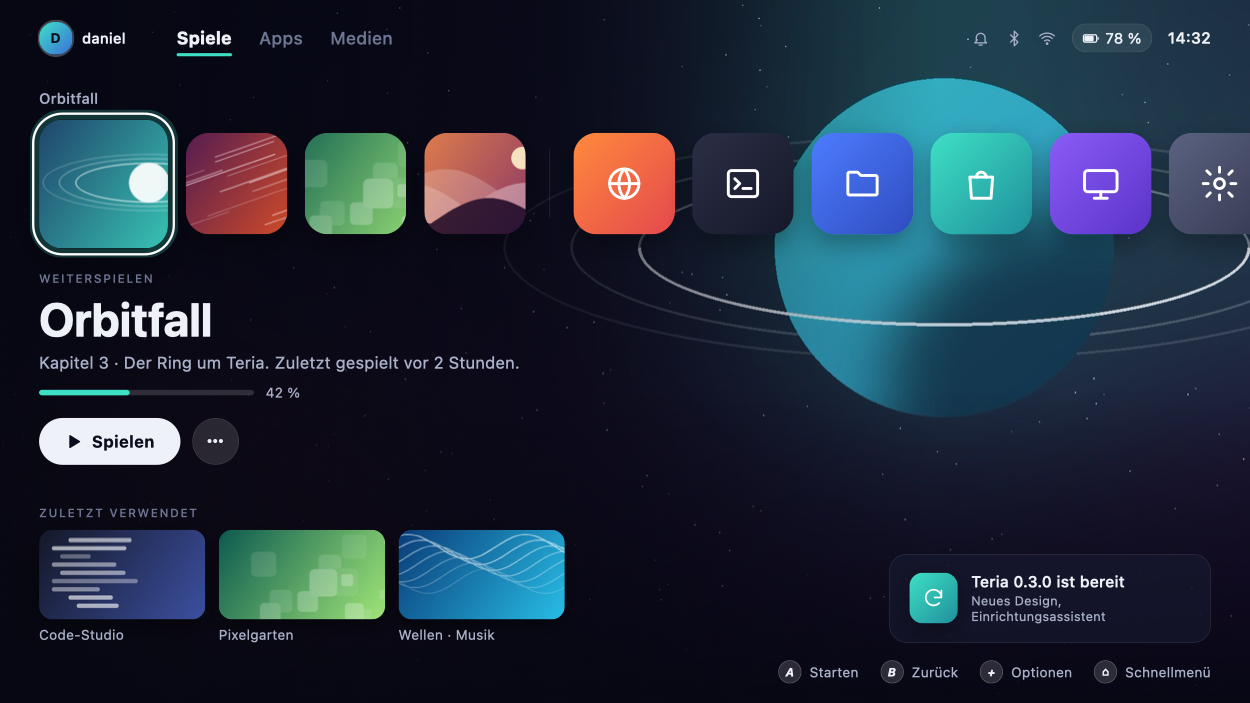 D daniel Spiele Apps Medien 78 % 14:32
Orbitfall
WEITERSPIELEN
Orbitfall
Kapitel 3 · Der Ring um Teria. Zuletzt gespielt vor 2 Stunden.
42 %
Spielen
ZULETZT VERWENDET
Code-Studio Pixelgarten Wellen · Musik
Teria 0.3.0 ist bereit
Neues Design,
Einrichtungsassistent
A Starten B Zurück + Optionen Schnellmenü